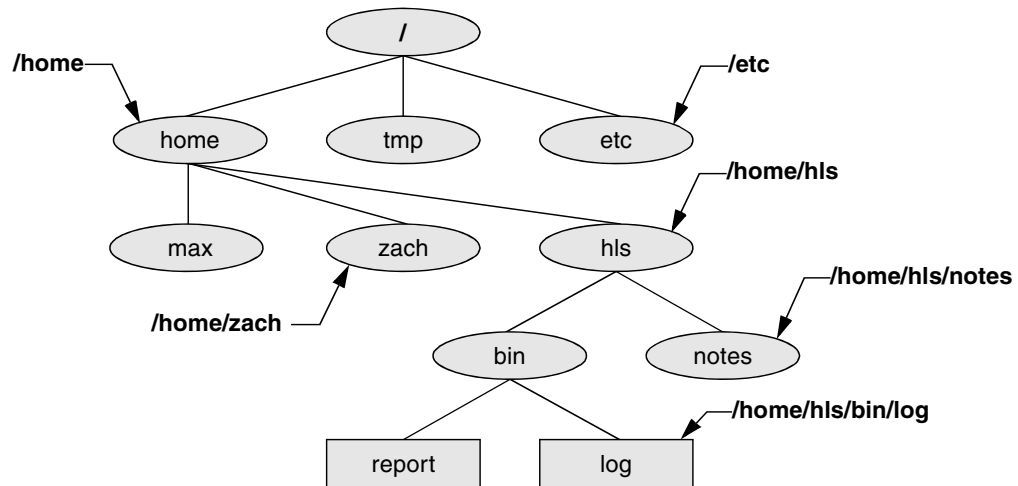 /
/home
/etc
home
tmp
etc
/home/hls
max
zach
hls
/home/hls/notes
/home/zach
bin
notes
/home/hls/bin/log
report
log